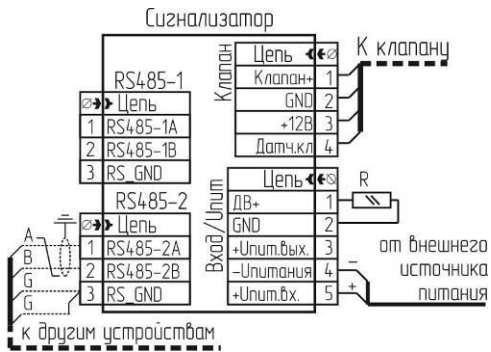 Сигнализатор
RS485-1
Цепь
1 RS485-1A
2 RS485-1B
3 RS_GND
RS485-2
Цепь
1 RS485-2A
2 RS485-2B
3 RS_GND
A
B
G
G
к другим устройствам
Клапан
Цепь
Клапан+ 1
GND 2
+12В 3
Датч.кл 4
К клапану
Вход/Uпит
Цепь
ДВ+ 1
GND 2
+Uпит.вых. 3
-Uпитания 4
+Uпит.вх. 5
R
от внешнего
источника
питания
-
+